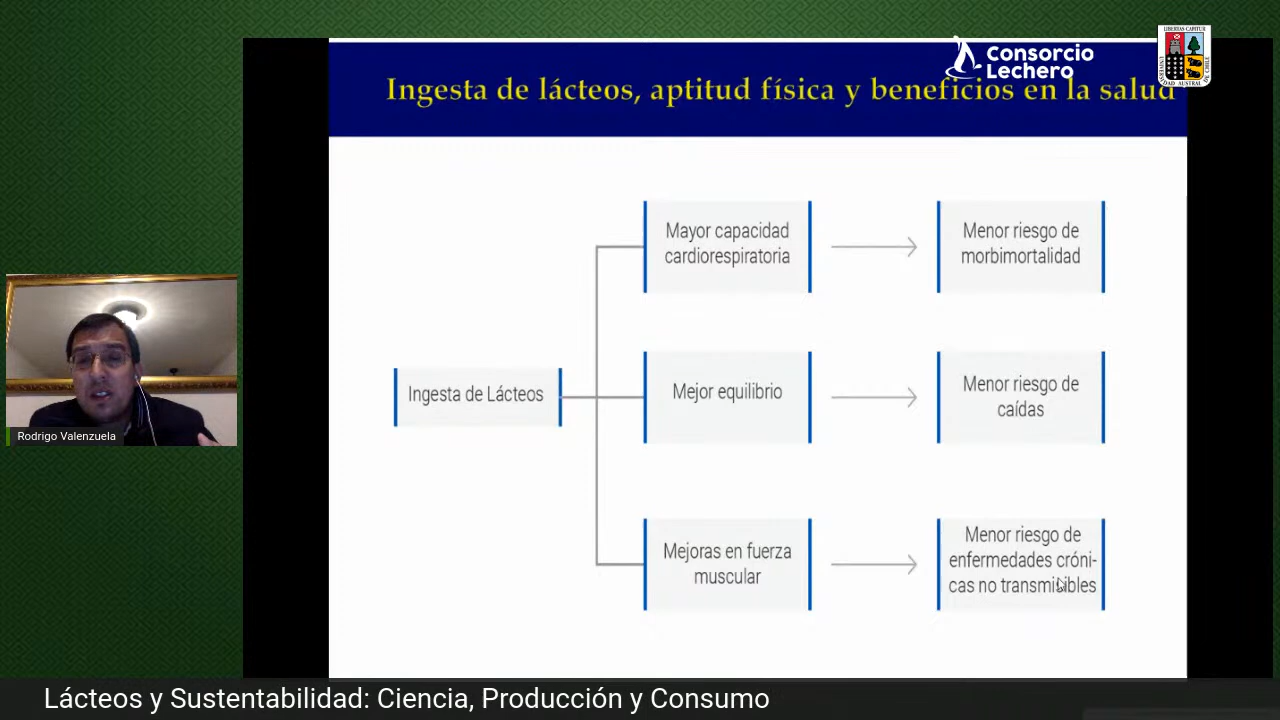 Consorcio
Lechero
LIBERTAS CAPITUR
Ingesta de lácteos, aptitud física y beneficios en la salud
Mayor capacidad
cardiorespiratoria
Menor riesgo de
morbimortalidad
Ingesta de Lácteos
Mejor equilibrio
Menor riesgo de
caídas
Mejoras en fuerza
muscular
Menor riesgo de
enfermedades cróni-
cas no transmisibles
Rodrigo Valenzuela
Lácteos y Sustentabilidad: Ciencia, Producción y Consumo